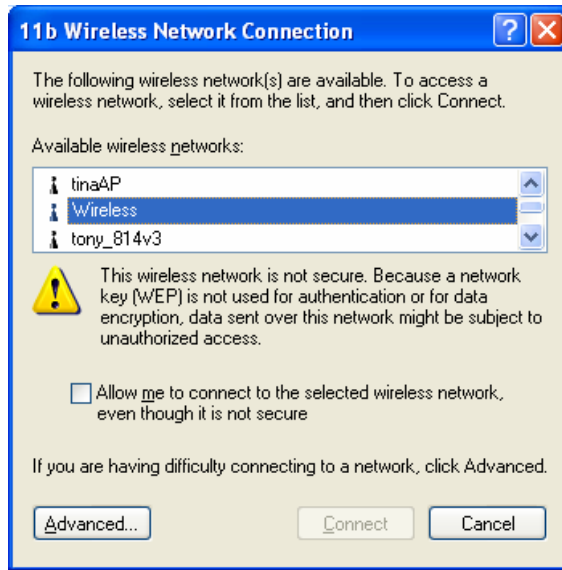 11b Wireless Network Connection
The following wireless network(s) are available. To access a
wireless network, select it from the list, and then click Connect.
Available wireless networks:
tinaAP
Wireless
tony_814v3
This wireless network is not secure. Because a network
key (WEP) is not used for authentication or for data
encryption, data sent over this network might be subject to
unauthorized access.
Allow me to connect to the selected wireless network,
even though it is not secure
If you are having difficulty connecting to a network, click Advanced.
Advanced... Connect Cancel